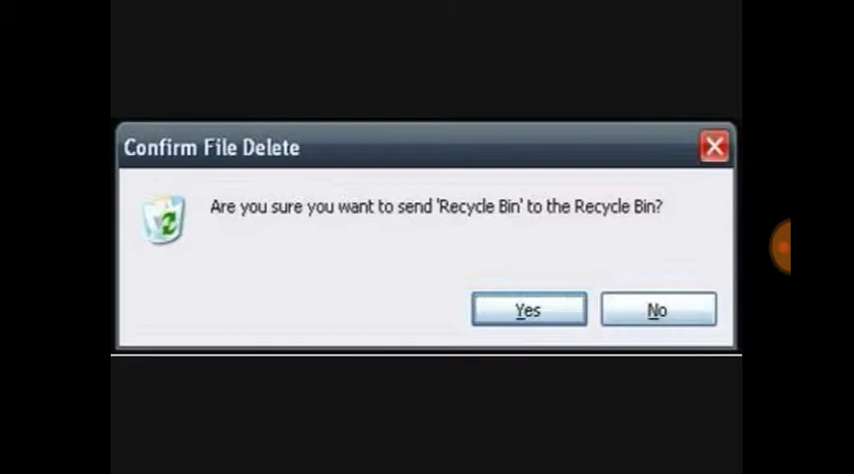 Confirm File Delete
Are you sure you want to send 'Recycle Bin' to the Recycle Bin?
Yes
No